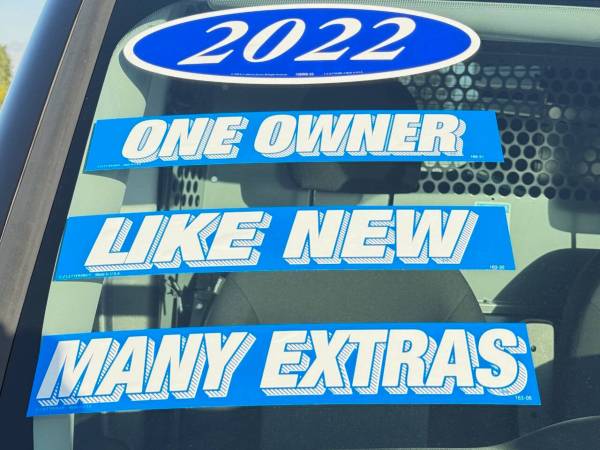 2022
ONE OWNER
LIKE NEW
MANY EXTRAS